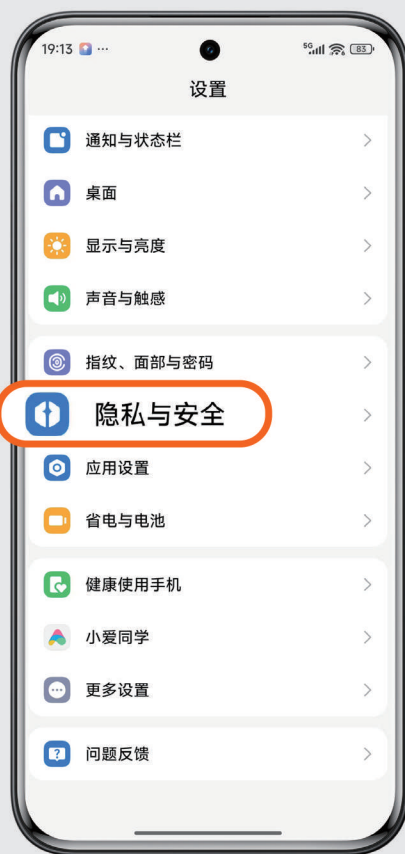 19:13 ...
5G 83
设置
通知与状态栏
桌面
显示与亮度
声音与触感
指纹、面部与密码
隐私与安全
应用设置
省电与电池
健康使用手机
小爱同学
更多设置
问题反馈